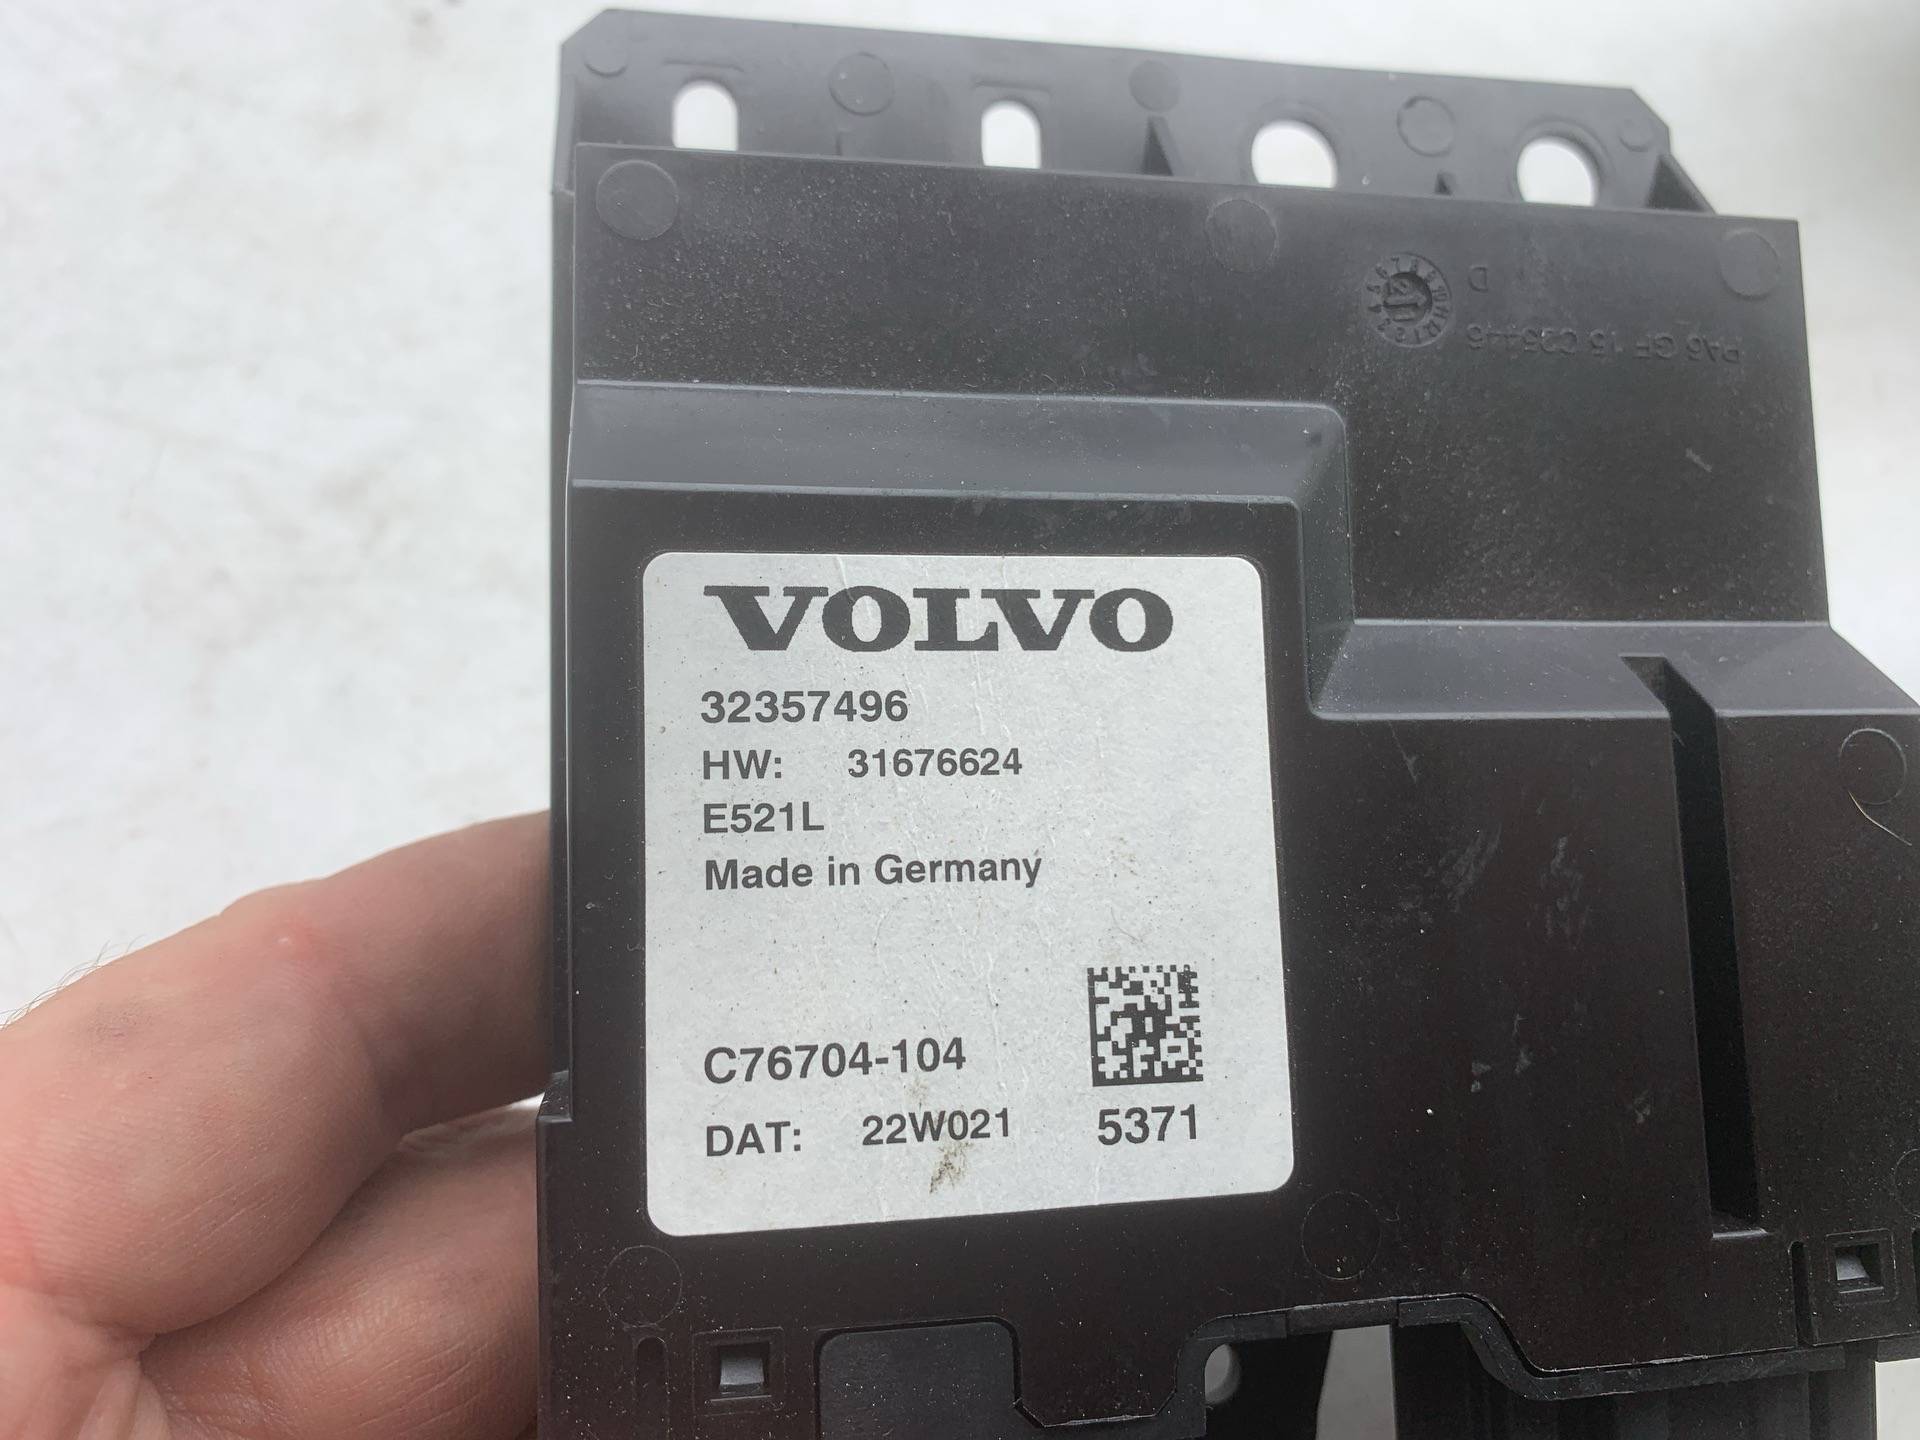 VOLVO
32357496
HW: 31676624
E521L
Made in Germany
C76704-104
DAT: 22W021 5371
D